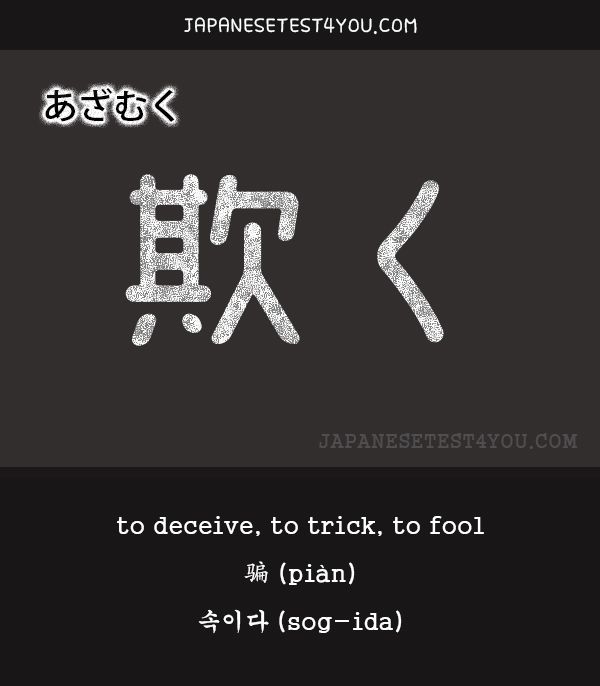 JAPANESETEST4YOU.COM
あざむく
欺く
JAPANESETEST4YOU.COM
to deceive, to trick, to fool
骗 (piàn)
속이다 (sog-ida)